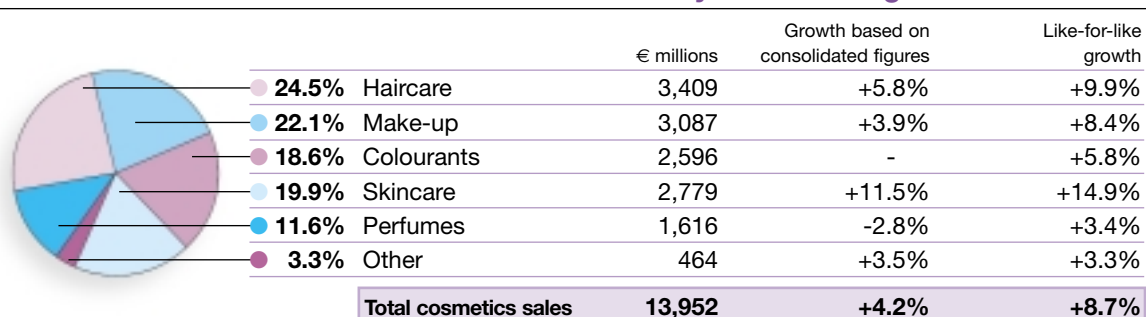 Growth based on Like-for-like
€ millions consolidated figures growth
24.5% Haircare 3,409 +5.8% +9.9%
22.1% Make-up 3,087 +3.9% +8.4%
18.6% Colourants 2,596 - +5.8%
19.9% Skincare 2,779 +11.5% +14.9%
11.6% Perfumes 1,616 -2.8% +3.4%
3.3% Other 464 +3.5% +3.3%
Total cosmetics sales 13,952 +4.2% +8.7%